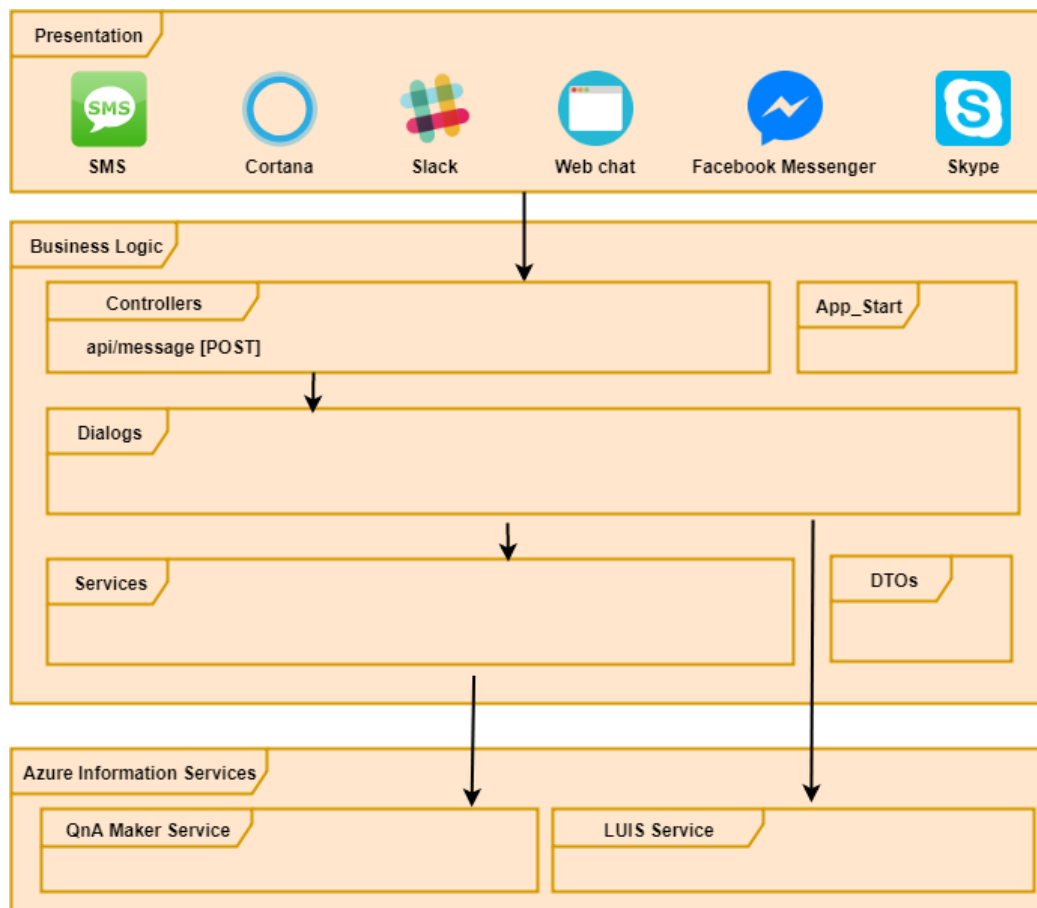 Presentation
SMS
SMS
Cortana
Slack
Web chat
Facebook Messenger
Skype
Business Logic
Controllers
App_Start
api/message [POST]
Dialogs
Services
DTOs
Azure Information Services
QnA Maker Service
LUIS Service